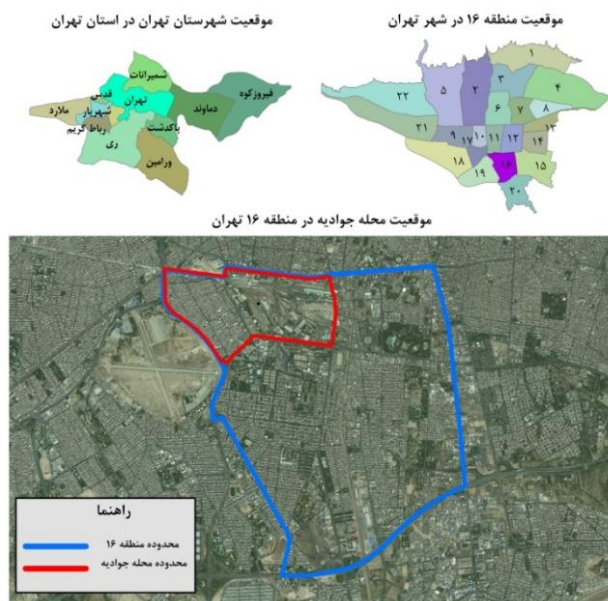 موقعیت شهرستان تهران در استان تهران
شمیرانات
قدس
تهران
فیروزکوه
دماوند
ملارد
شهریار
رباط کریم
پاکدشت
ری
ورامین
موقعیت منطقه ۱۶ در شهر تهران
۱
۲
۳
۴
۵
۶
۷
۸
۲۲
۲۱
۹
۱۰
۱۱
۱۲
۱۳
۱۴
۱۷
۱۸
۱۶
۱۵
۱۹
۲۰
موقعیت محله جوادیه در منطقه ۱۶ تهران
راهنما
محدوده منطقه ۱۶
محدوده محله جوادیه